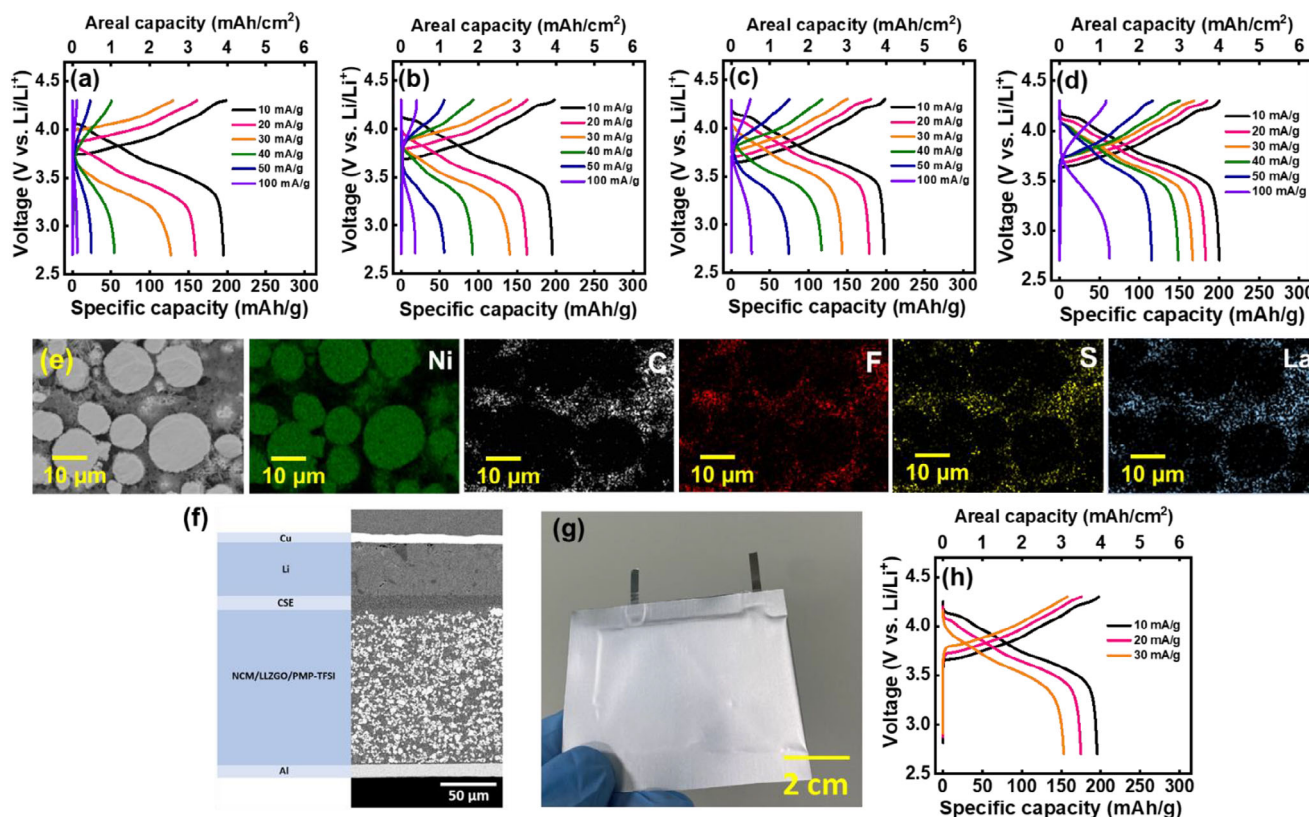 Areal capacity (mAh/cm²)
0 1 2 3 4 5 6
(a)
10 mA/g
20 mA/g
30 mA/g
40 mA/g
50 mA/g
100 mA/g
Voltage (V vs. Li/Li⁺)
4.5
4.0
3.5
3.0
2.5
0 50 100 150 200 250 300
Specific capacity (mAh/g)
Areal capacity (mAh/cm²)
0 1 2 3 4 5 6
(b)
10 mA/g
20 mA/g
30 mA/g
40 mA/g
50 mA/g
100 mA/g
Voltage (V vs. Li/Li⁺)
4.5
4.0
3.5
3.0
2.5
0 50 100 150 200 250 300
Specific capacity (mAh/g)
Areal capacity (mAh/cm²)
0 1 2 3 4 5 6
(c)
10 mA/g
20 mA/g
30 mA/g
40 mA/g
50 mA/g
100 mA/g
Voltage (V vs. Li/Li⁺)
4.5
4.0
3.5
3.0
2.5
0 50 100 150 200 250 300
Specific capacity (mAh/g)
Areal capacity (mAh/cm²)
0 1 2 3 4 5 6
(d)
10 mA/g
20 mA/g
30 mA/g
40 mA/g
50 mA/g
100 mA/g
Voltage (V vs. Li/Li⁺)
4.5
4.0
3.5
3.0
2.5
0 50 100 150 200 250 300
Specific capacity (mAh/g)
(e)
10 µm
Ni
10 µm
C
10 µm
F
10 µm
S
10 µm
La
10 µm
(f)
Cu
Li
CSE
NCM/LLZGO/PMP-TFSI
Al
50 µm
(g)
2 cm
Areal capacity (mAh/cm²)
0 1 2 3 4 5 6
(h)
10 mA/g
20 mA/g
30 mA/g
Voltage (V vs. Li/Li⁺)
4.5
4.0
3.5
3.0
2.5
0 50 100 150 200 250 300
Specific capacity (mAh/g)